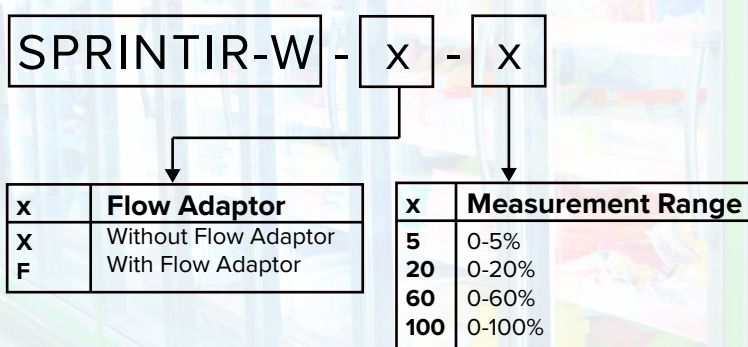 SPRINTIR-W - x - x
x Flow Adaptor
X Without Flow Adaptor
F With Flow Adaptor
x Measurement Range
5 0-5%
20 0-20%
60 0-60%
100 0-100%